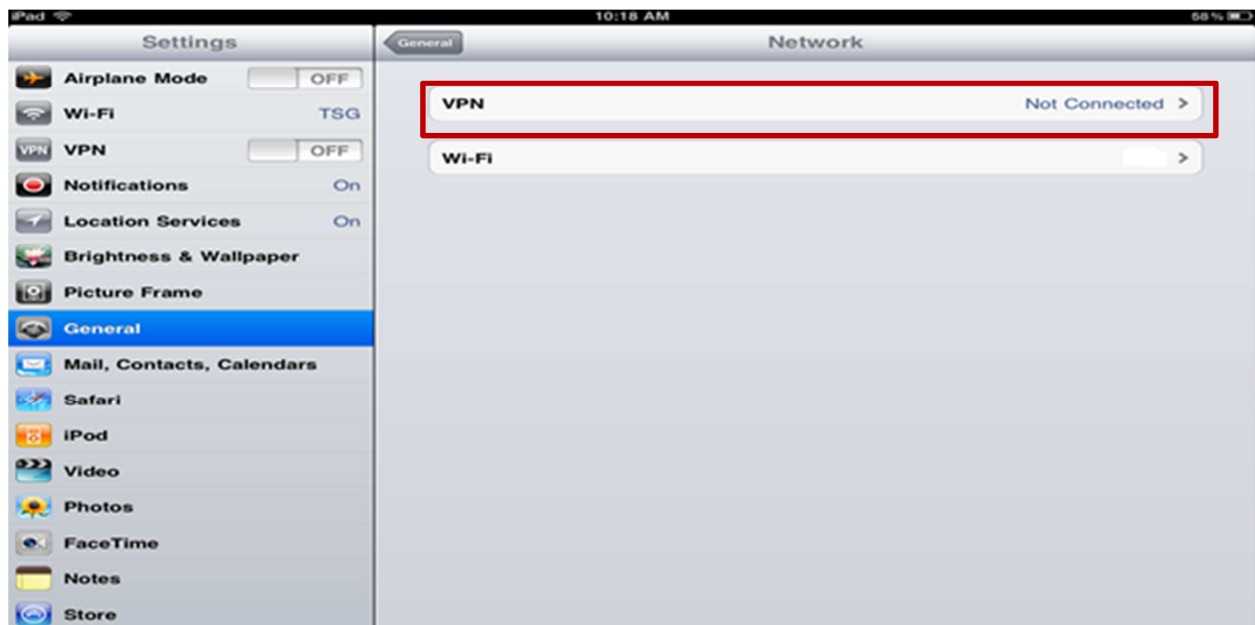 iPad 10:18 AM 58%
Settings
General Network
Airplane Mode OFF
Wi-Fi TSG
VPN VPN OFF
Notifications On
Location Services On
Brightness & Wallpaper
Picture Frame
General
Mail, Contacts, Calendars
Safari
iPod
Video
Photos
FaceTime
Notes
Store
VPN Not Connected >
Wi-Fi >